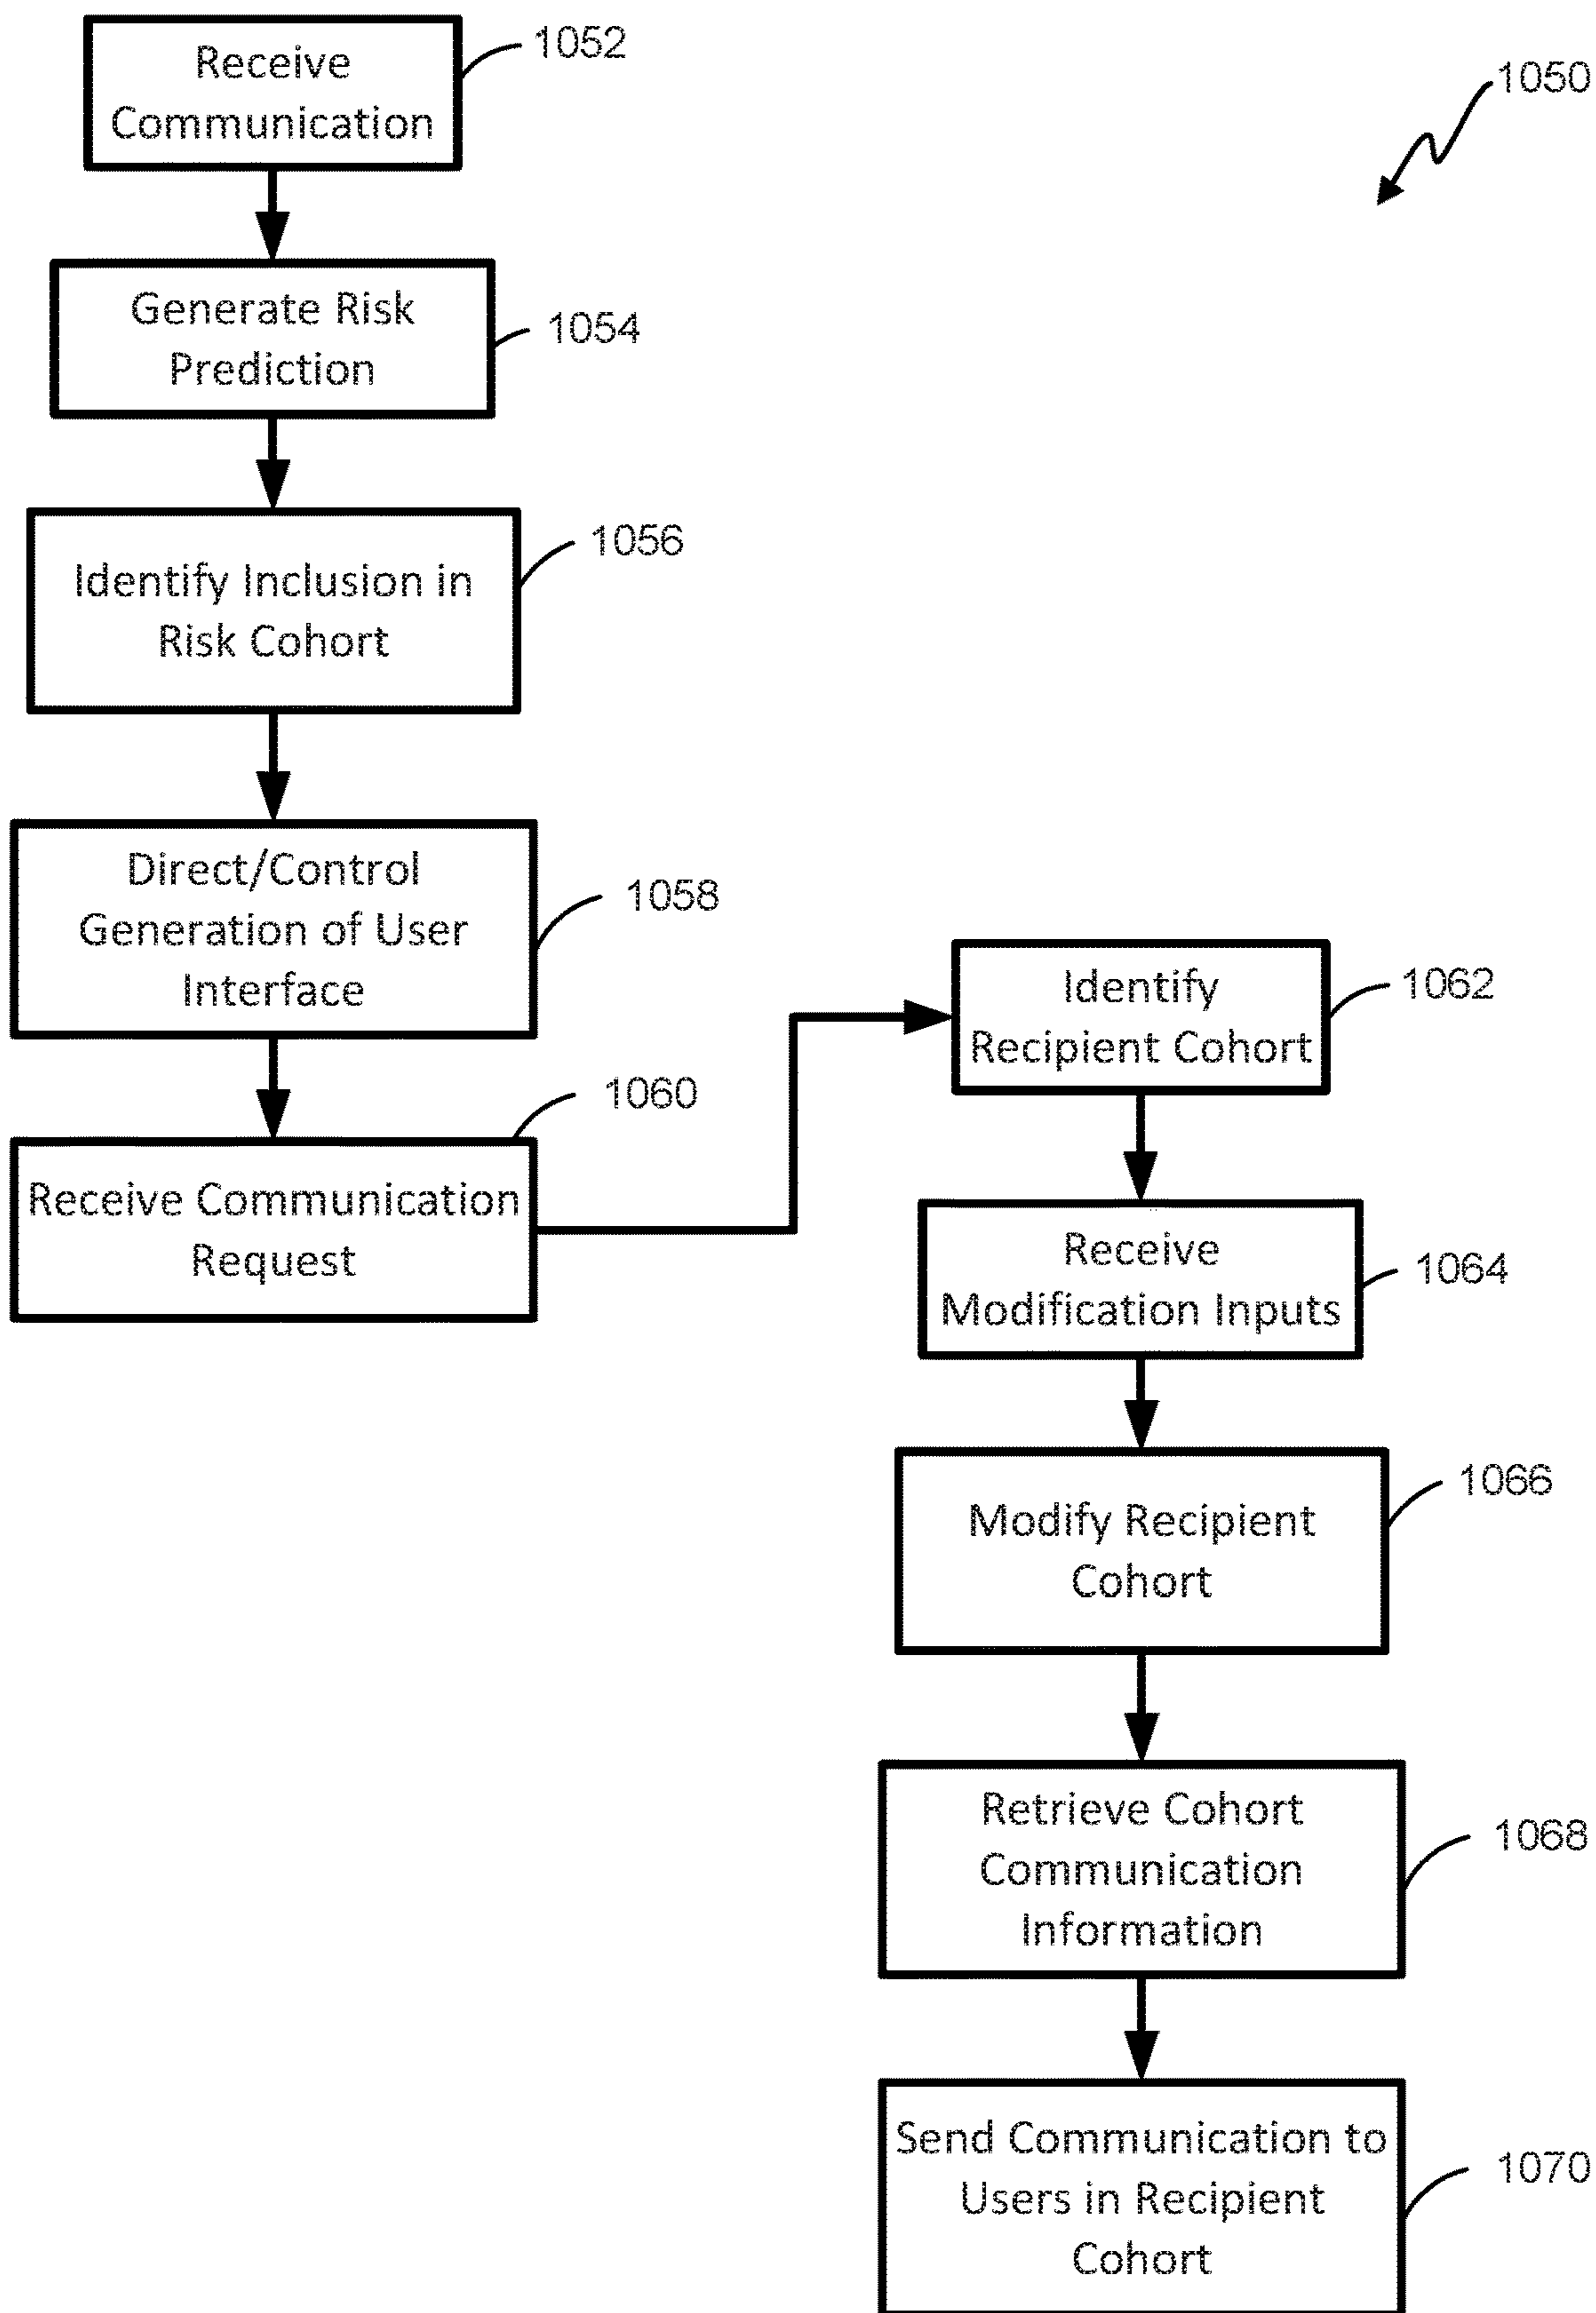 Receive
Communication
1052
1050
Generate Risk
Prediction
1054
Identify Inclusion in
Risk Cohort
1056
Direct/Control
Generation of User
Interface
1058
Receive Communication
Request
1060
Identify
Recipient Cohort
1062
Receive
Modification Inputs
1064
Modify Recipient
Cohort
1066
Retrieve Cohort
Communication
Information
1068
Send Communication to
Users in Recipient
Cohort
1070